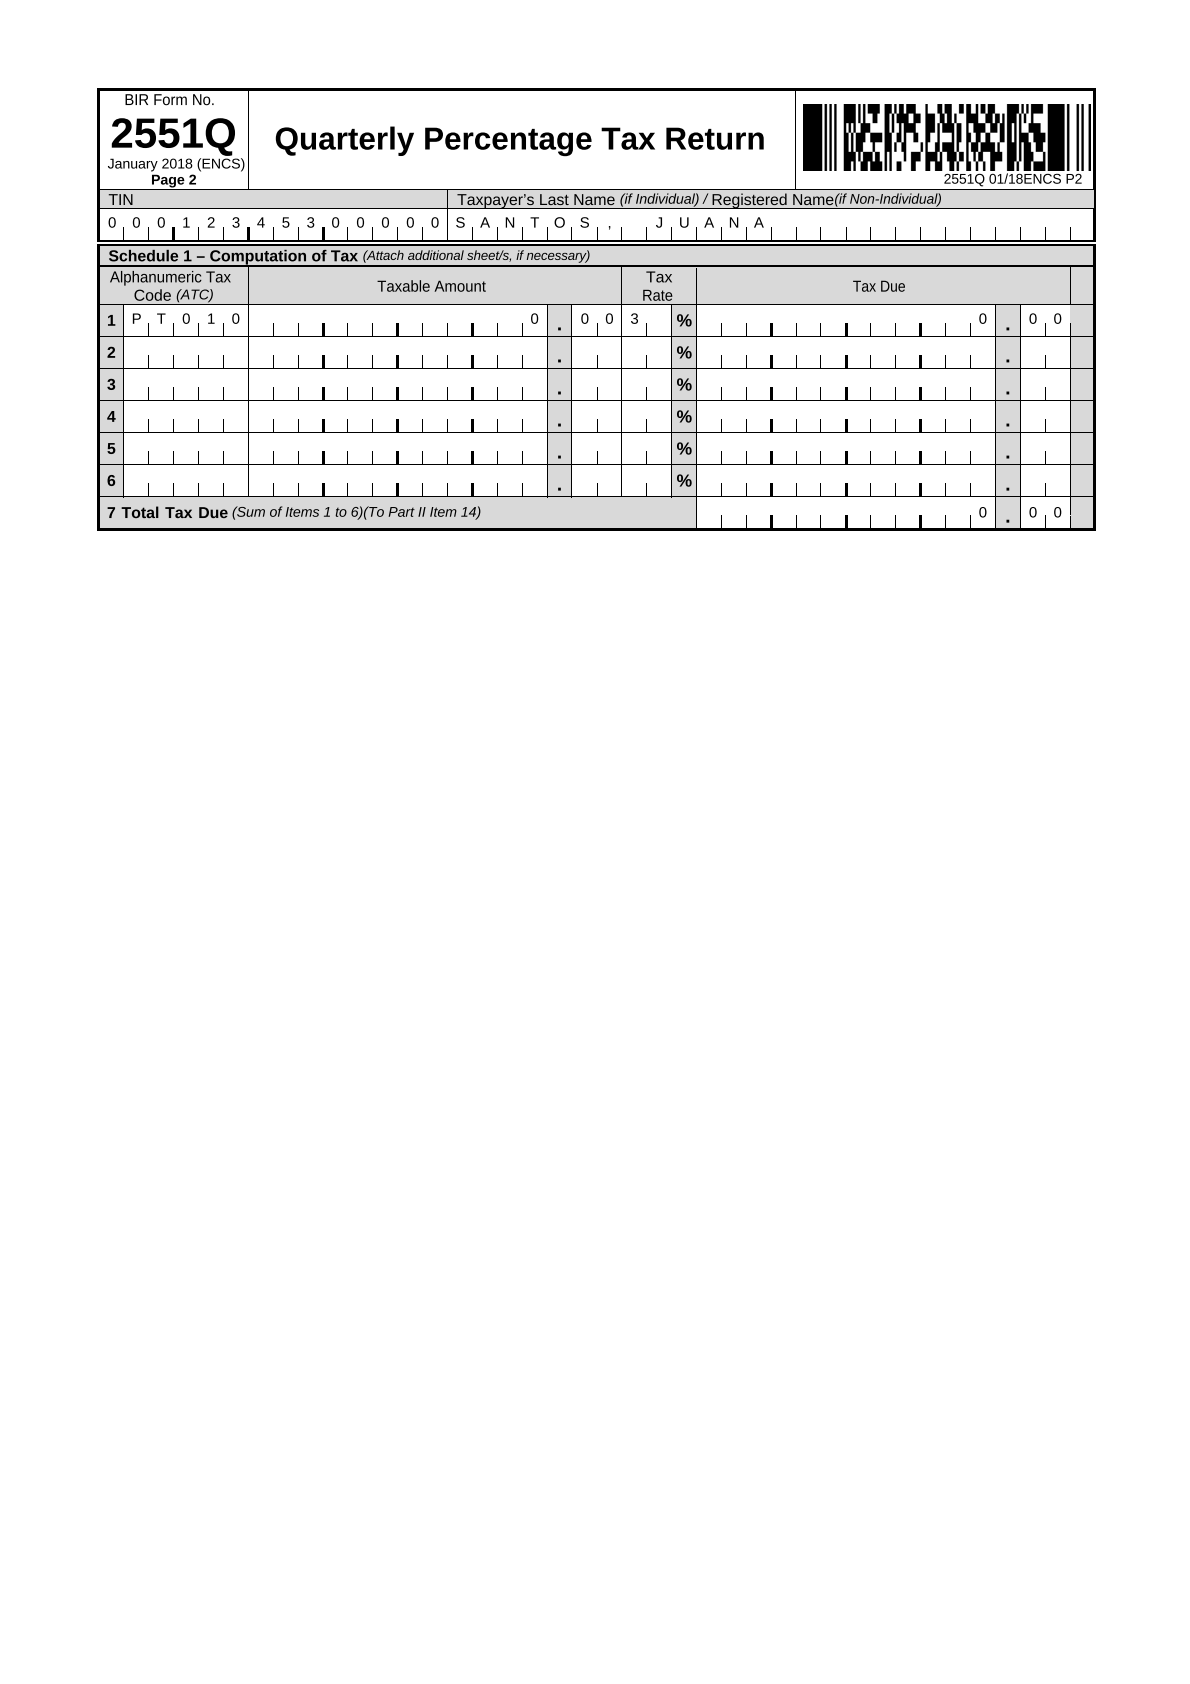 BIR Form No.
2551Q
January 2018 (ENCS)
Page 2
Quarterly Percentage Tax Return
2551Q 01/18ENCS P2
TIN Taxpayer’s Last Name (if Individual) / Registered Name(if Non-Individual)
0 0 0 1 2 3 4 5 3 0 0 0 0 0 S A N T O S , J U A N A
Schedule 1 – Computation of Tax (Attach additional sheet/s, if necessary)
Alphanumeric Tax Code (ATC) Taxable Amount Tax Rate Tax Due
1 P T 0 1 0 0 . 0 0 3 % 0 . 0 0
2 . % .
3 . % .
4 . % .
5 . % .
6 . % .
7 Total Tax Due (Sum of Items 1 to 6)(To Part II Item 14) 0 . 0 0